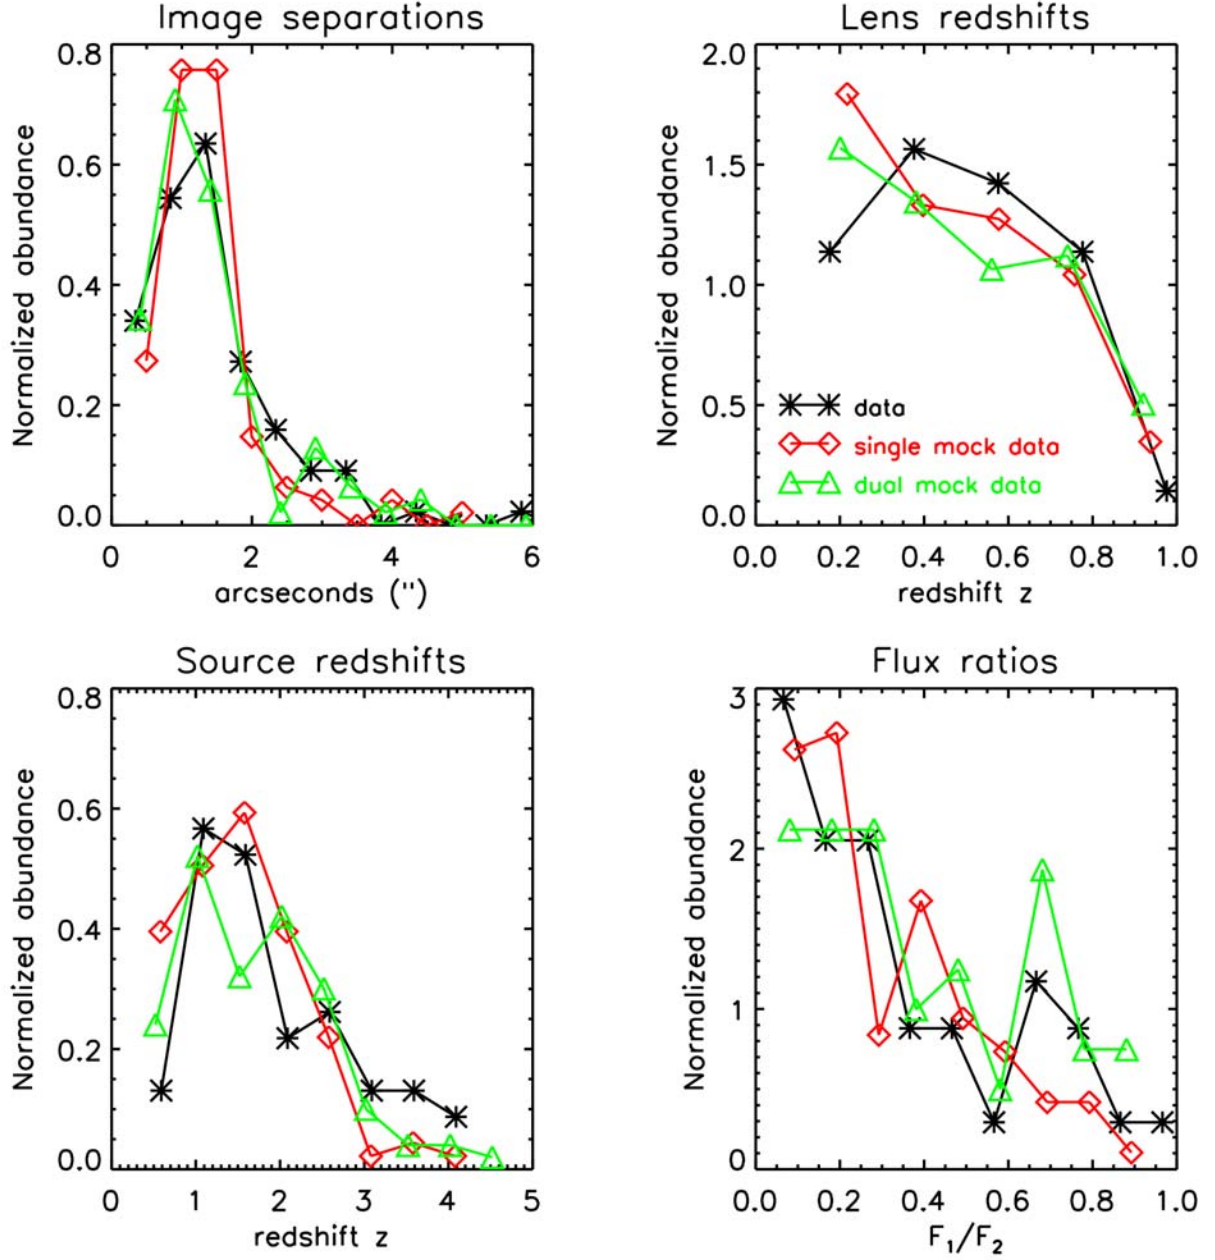 Image separations
Normalized abundance
0.8
0.6
0.4
0.2
0.0
0 2 4 6
arcseconds (")
Lens redshifts
Normalized abundance
2.0
1.5
1.0
0.5
0.0
data
single mock data
dual mock data
0.0 0.2 0.4 0.6 0.8 1.0
redshift z
Source redshifts
Normalized abundance
0.8
0.6
0.4
0.2
0.0
0 1 2 3 4 5
redshift z
Flux ratios
Normalized abundance
3
2
1
0
0.0 0.2 0.4 0.6 0.8 1.0
F₁/F₂